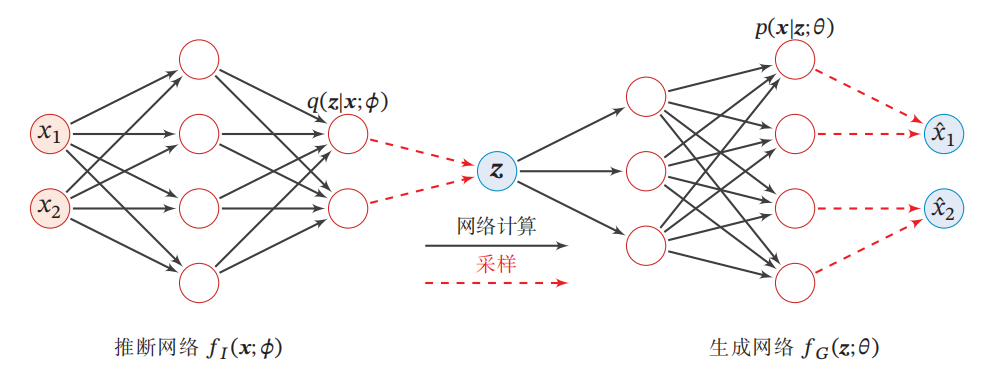 p(x|z;θ)
q(z|x;ϕ)
x₁
x̂₁
z
x₂
x̂₂
网络计算
采样
推断网络 f_I(x;ϕ)
生成网络 f_G(z;θ)